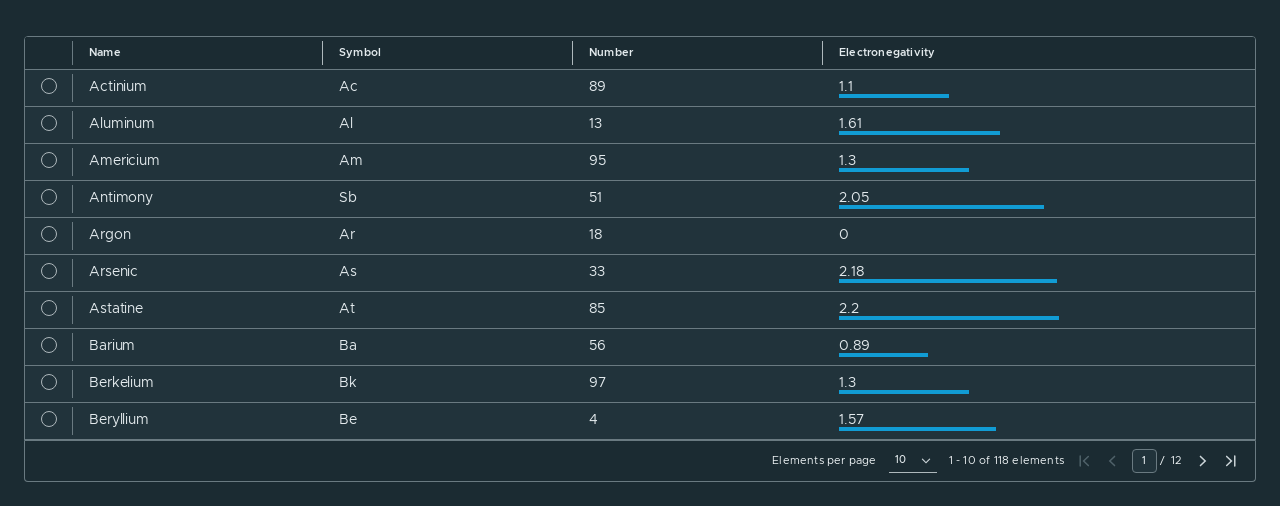 Name Symbol Number Electronegativity
Actinium Ac 89 1.1
Aluminum Al 13 1.61
Americium Am 95 1.3
Antimony Sb 51 2.05
Argon Ar 18 0
Arsenic As 33 2.18
Astatine At 85 2.2
Barium Ba 56 0.89
Berkelium Bk 97 1.3
Beryllium Be 4 1.57
Elements per page 10 1 - 10 of 118 elements 1 / 12